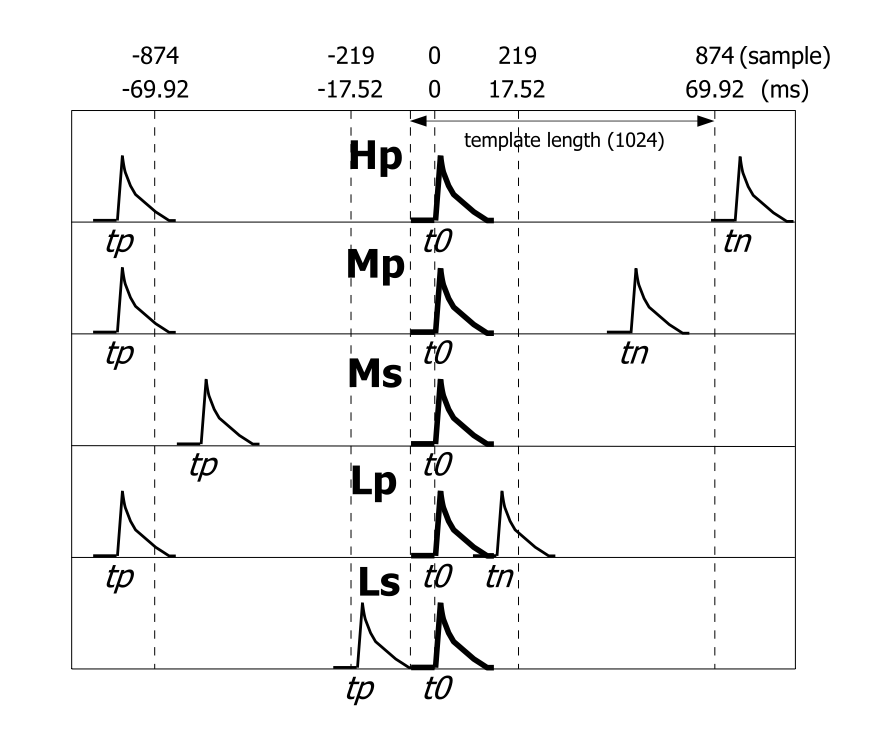 -874 -219 0 219 874 (sample)
-69.92 -17.52 0 17.52 69.92 (ms)
template length (1024)
Hp
tp t0 tn
Mp
tp t0 tn
Ms
tp t0
Lp
tp t0 tn
Ls
tp t0